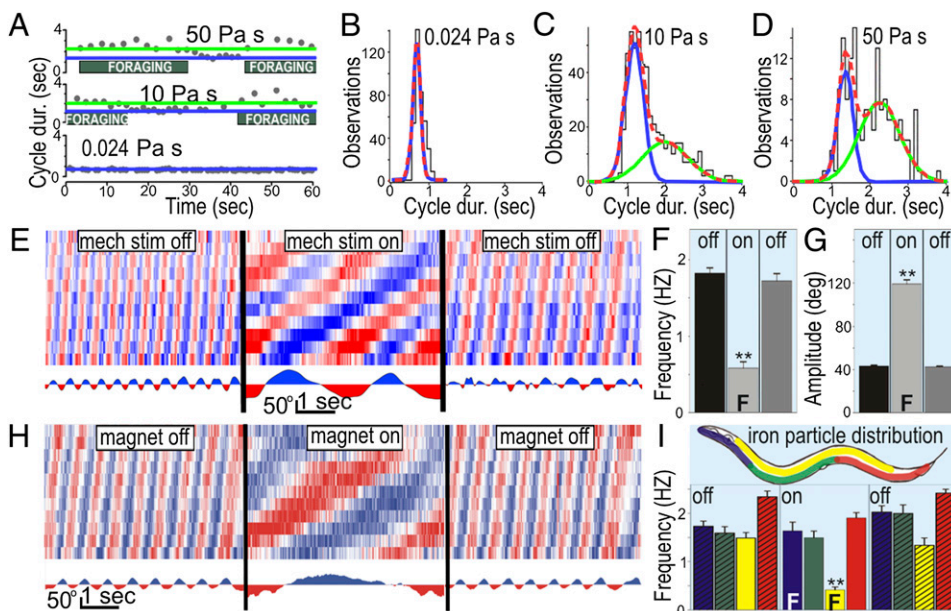 A
50 Pa s
FORAGING
FORAGING
10 Pa s
FORAGING
FORAGING
0.024 Pa s
Cycle dur. (sec)
4
2
4
2
4
2
0
0 10 20 30 40 50 60
Time (sec)
B
0.024 Pa s
Observations
120
80
40
0
0 1 2 3 4
Cycle dur. (sec)
C
10 Pa s
Observations
40
20
0
0 1 2 3 4
Cycle dur. (sec)
D
50 Pa s
Observations
15
10
5
0
0 1 2 3 4
Cycle dur. (sec)
E
mech stim off
mech stim on
mech stim off
50° 1 sec
F
off on off
Frequency (HZ)
2
1
0
**
F
G
off on off
Amplitude (deg)
120
80
40
0
**
F
H
magnet off
magnet on
magnet off
50° 1 sec
I
iron particle distribution
Frequency (HZ)
2
1
0
off on off
**
F F